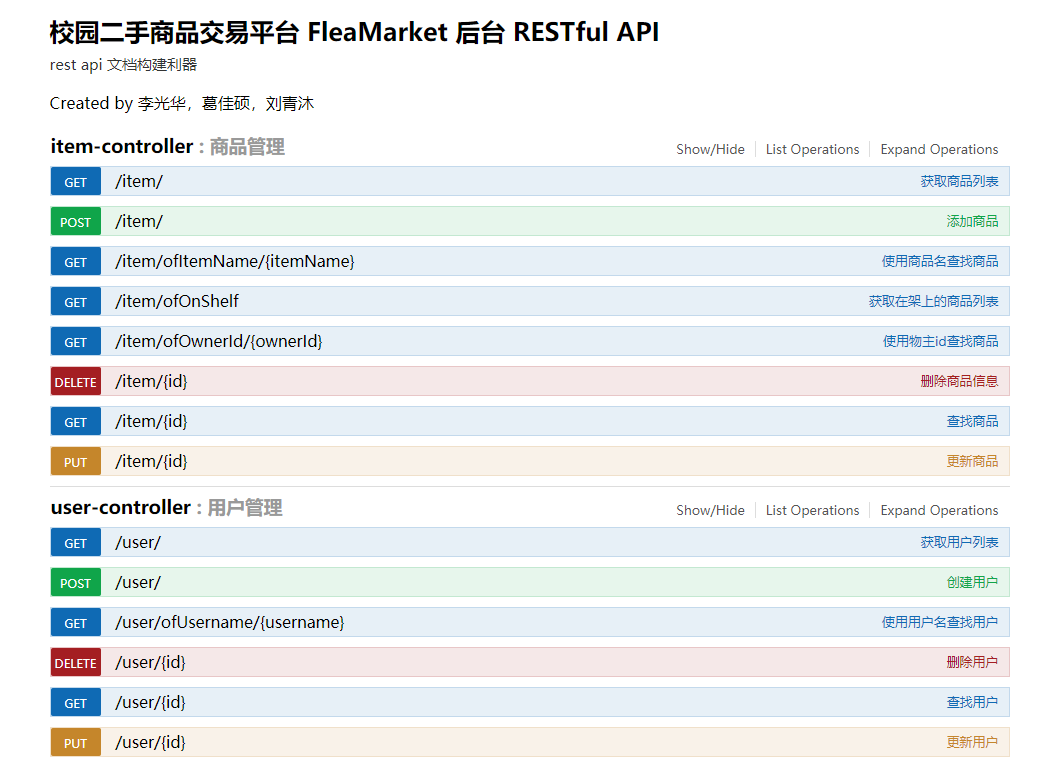 校园二手商品交易平台 FleaMarket 后台 RESTful API
rest api 文档构建利器
Created by 李光华，葛佳硕，刘青沐
item-controller : 商品管理 Show/Hide List Operations Expand Operations
GET /item/ 获取商品列表
POST /item/ 添加商品
GET /item/ofItemName/{itemName} 使用商品名查找商品
GET /item/ofOnShelf 获取在架上的商品列表
GET /item/ofOwnerId/{ownerId} 使用物主id查找商品
DELETE /item/{id} 删除商品信息
GET /item/{id} 查找商品
PUT /item/{id} 更新商品
user-controller : 用户管理 Show/Hide List Operations Expand Operations
GET /user/ 获取用户列表
POST /user/ 创建用户
GET /user/ofUsername/{username} 使用用户名查找用户
DELETE /user/{id} 删除用户
GET /user/{id} 查找用户
PUT /user/{id} 更新用户